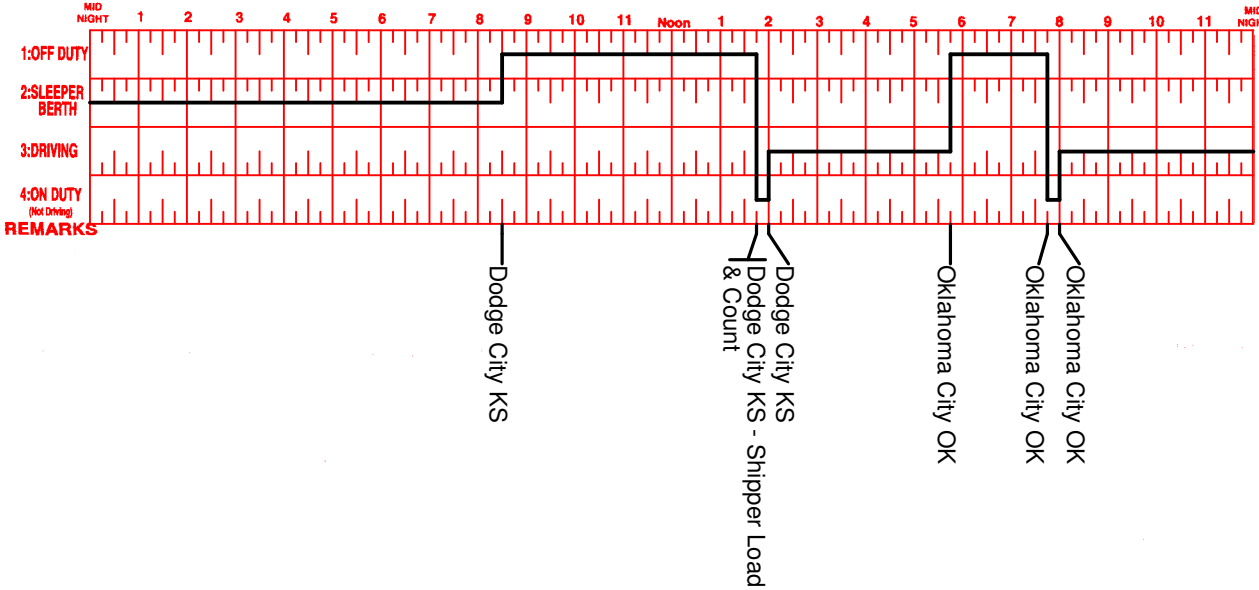 MID
NIGHT 1 2 3 4 5 6 7 8 9 10 11 Noon 1 2 3 4 5 6 7 8 9 10 11 MID
NIGH
1:OFF DUTY
2:SLEEPER
BERTH
3:DRIVING
4:ON DUTY
(Not Driving)
REMARKS
Dodge City KS
Dodge City KS - Shipper Load
& Count
Dodge City KS
Oklahoma City OK
Oklahoma City OK
Oklahoma City OK